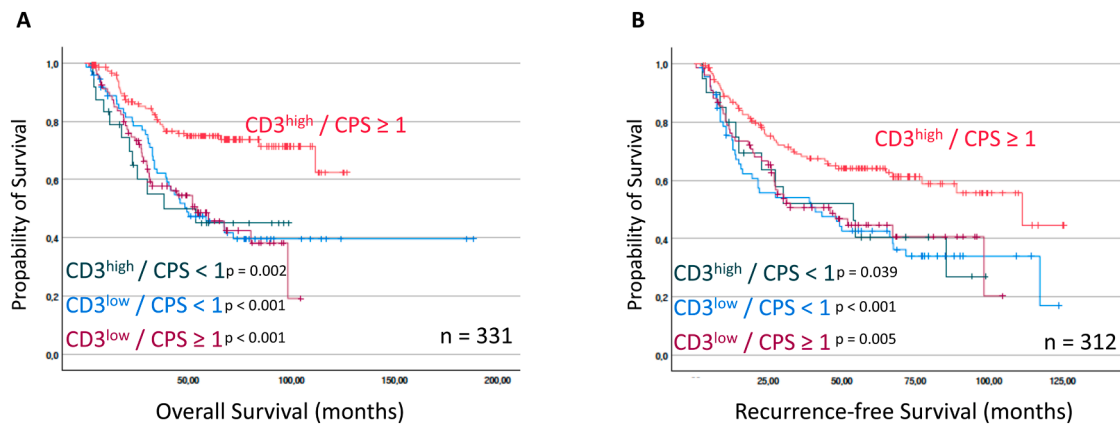 A
Propability of Survival
1,0
0,8
0,6
0,4
0,2
0,0
CD3high / CPS ≥ 1
CD3high / CPS < 1 p = 0.002
CD3low / CPS < 1 p < 0.001
CD3low / CPS ≥ 1 p < 0.001
n = 331
50,00 100,00 150,00 200,00
Overall Survival (months)
B
Propability of Survival
1,0
0,8
0,6
0,4
0,2
0,0
CD3high / CPS ≥ 1
CD3high / CPS < 1 p = 0.039
CD3low / CPS < 1 p < 0.001
CD3low / CPS ≥ 1 p = 0.005
n = 312
25,00 50,00 75,00 100,00 125,00
Recurrence-free Survival (months)